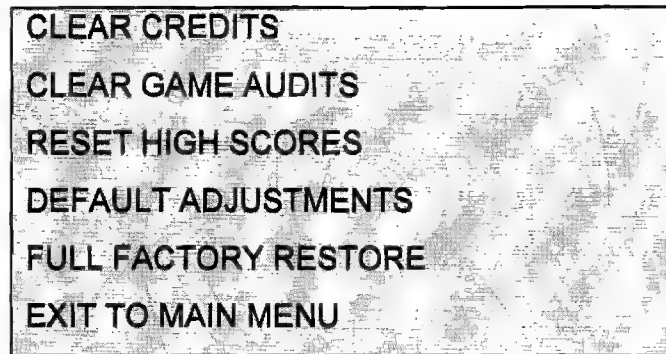 CLEAR CREDITS
CLEAR GAME AUDITS
RESET HIGH SCORES
DEFAULT ADJUSTMENTS
FULL FACTORY RESTORE
EXIT TO MAIN MENU